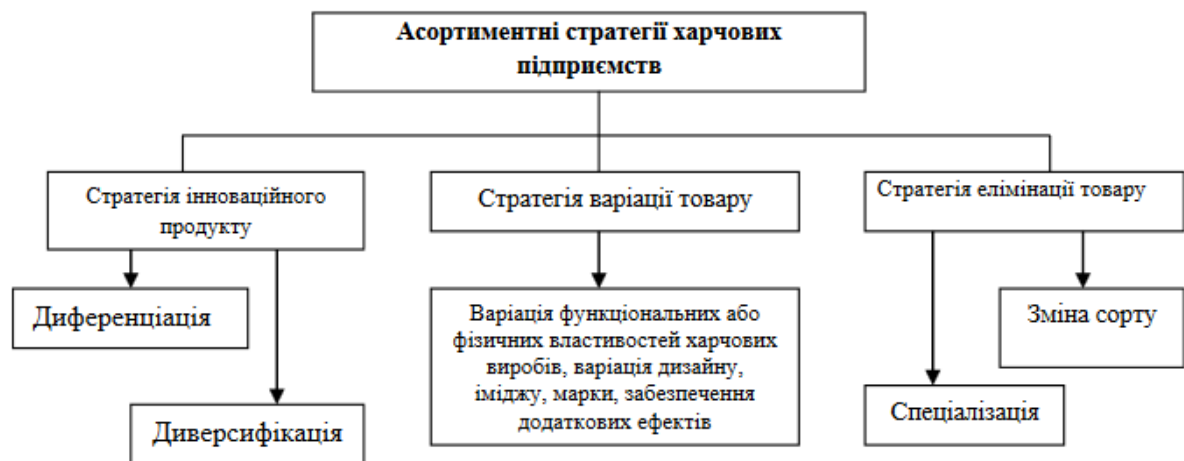 Асортиментні стратегії харчових
підприємств
Стратегія інноваційного
продукту
Стратегія варіації товару
Стратегія елімінації товару
Диференціація
Диверсифікація
Варіація функціональних або
фізичних властивостей харчових
виробів, варіація дизайну,
іміджу, марки, забезпечення
додаткових ефектів
Зміна сорту
Спеціалізація